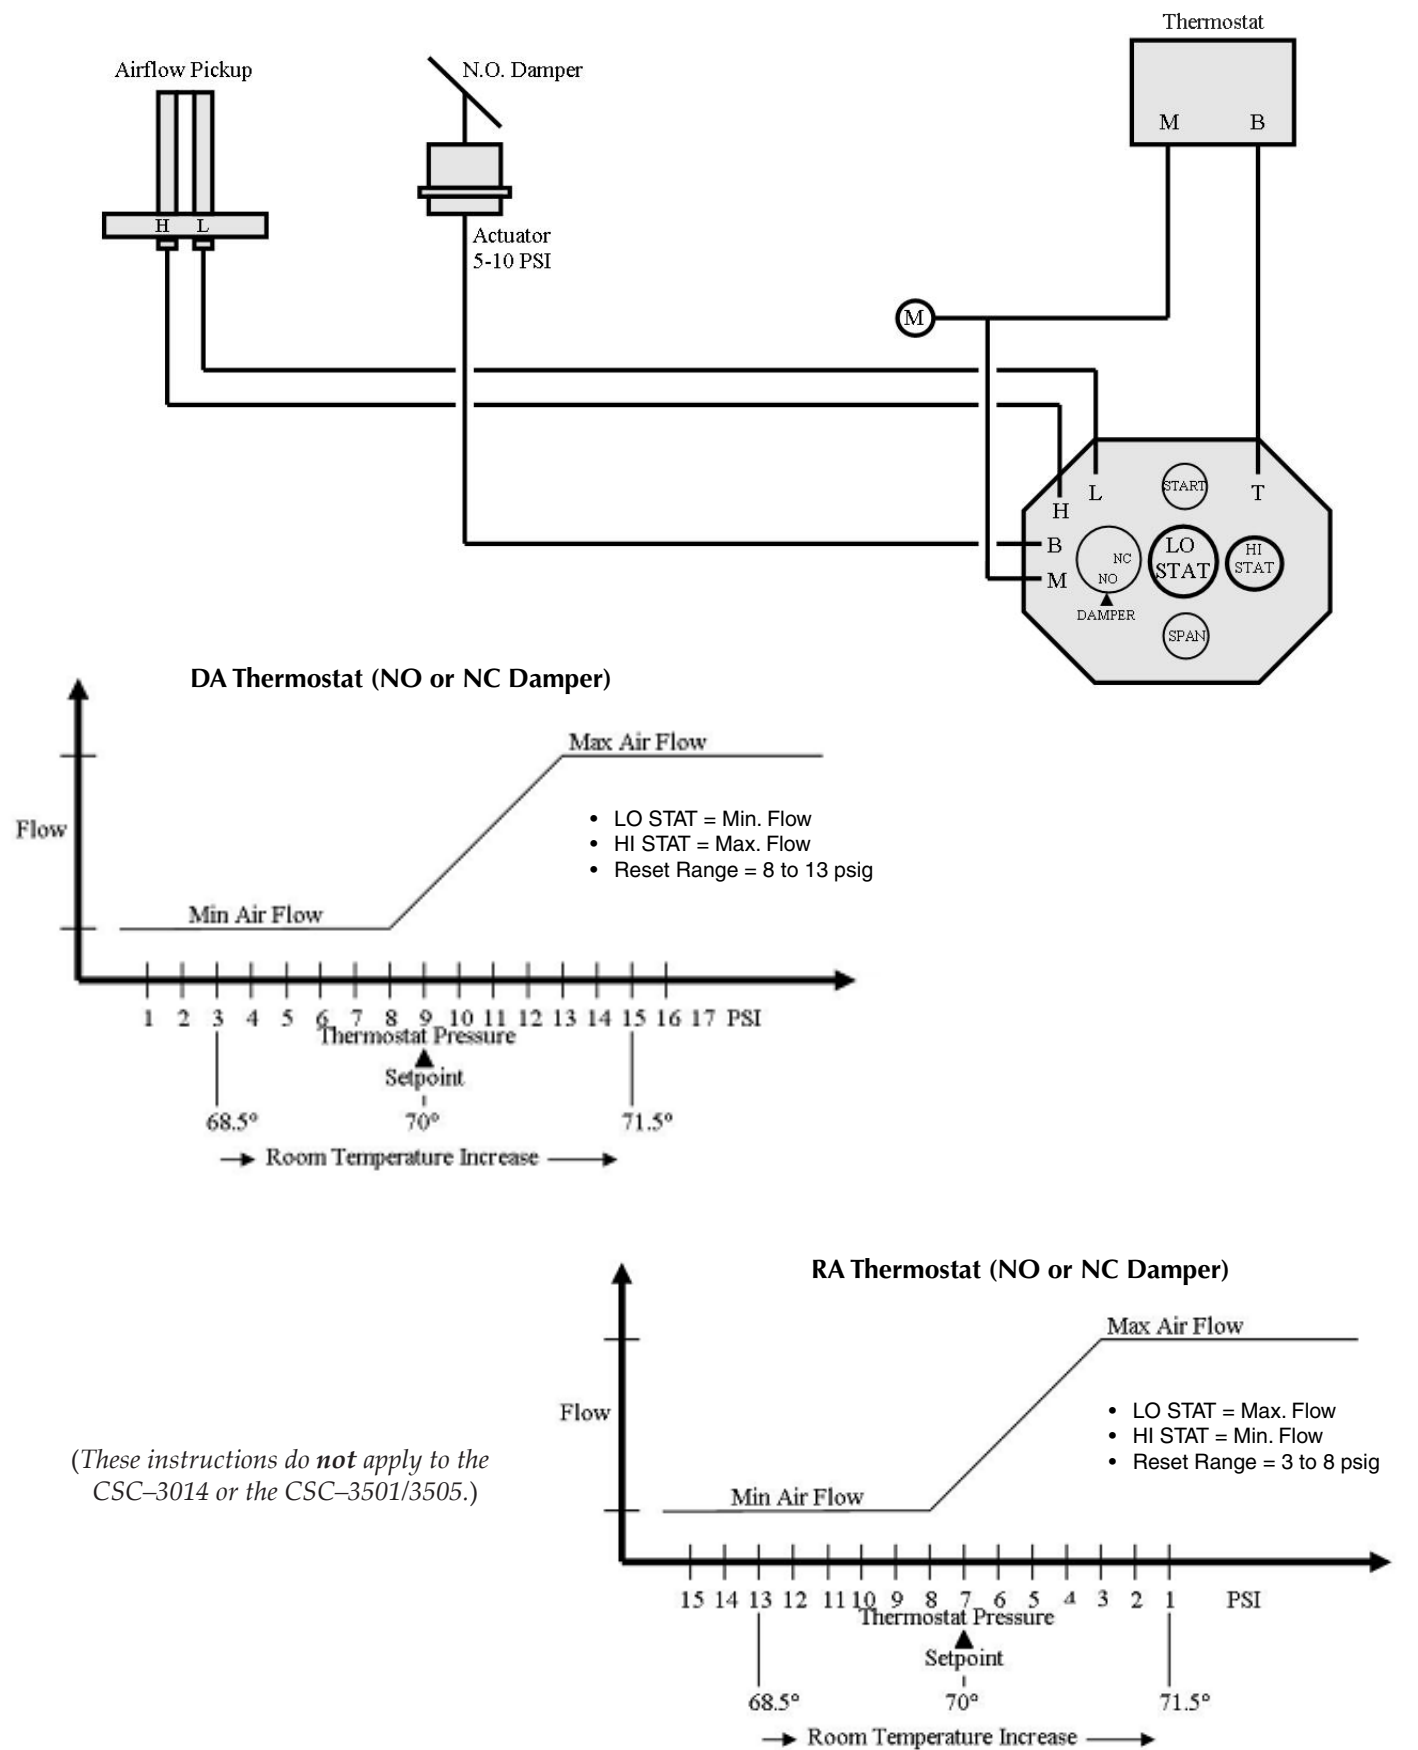 Thermostat
Airflow Pickup
N.O. Damper
M B
H L
Actuator
5-10 PSI
M
L START T
H
B NC LO STAT HI STAT
M NO
DAMPER
SPAN
DA Thermostat (NO or NC Damper)
Max Air Flow
• LO STAT = Min. Flow
Flow
• HI STAT = Max. Flow
• Reset Range = 8 to 13 psig
Min Air Flow
1 2 3 4 5 6 7 8 9 10 11 12 13 14 15 16 17 PSI
Thermostat Pressure
Setpoint
68.5° 70° 71.5°
Room Temperature Increase
RA Thermostat (NO or NC Damper)
Max Air Flow
Flow
• LO STAT = Max. Flow
• HI STAT = Min. Flow
• Reset Range = 3 to 8 psig
(These instructions do not apply to the
CSC–3014 or the CSC–3501/3505.)
Min Air Flow
15 14 13 12 11 10 9 8 7 6 5 4 3 2 1 PSI
Thermostat Pressure
Setpoint
68.5° 70° 71.5°
Room Temperature Increase